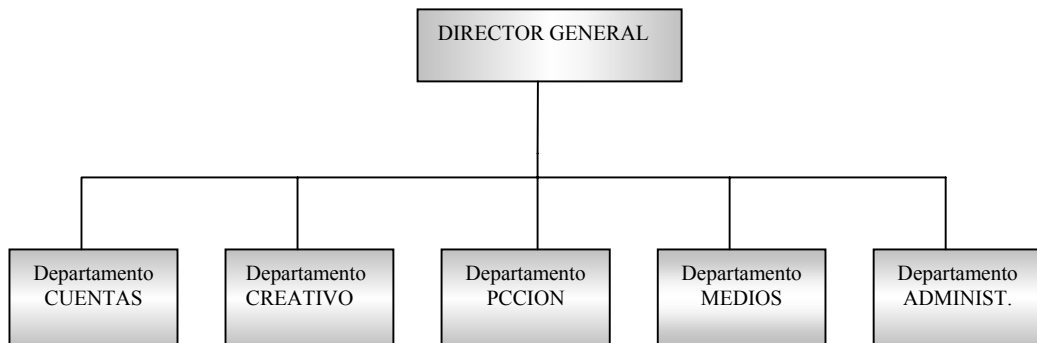 DIRECTOR GENERAL
Departamento
CUENTAS
Departamento
CREATIVO
Departamento
PCCION
Departamento
MEDIOS
Departamento
ADMINIST.